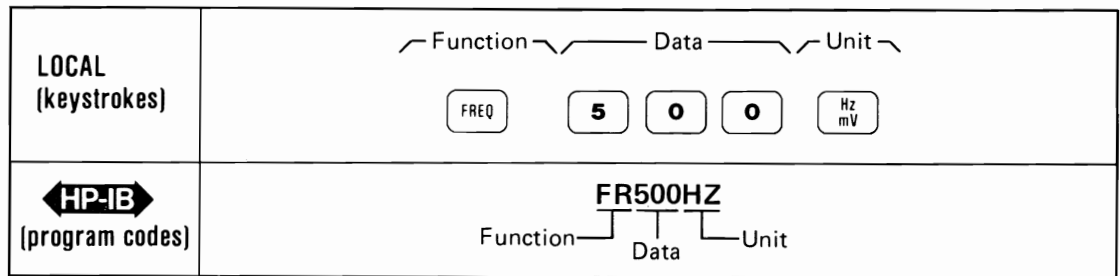 LOCAL
(keystrokes)
Function Data Unit
FREQ 5 0 0 Hz
mV
HP-IB
(program codes)
FR500HZ
Function Data Unit